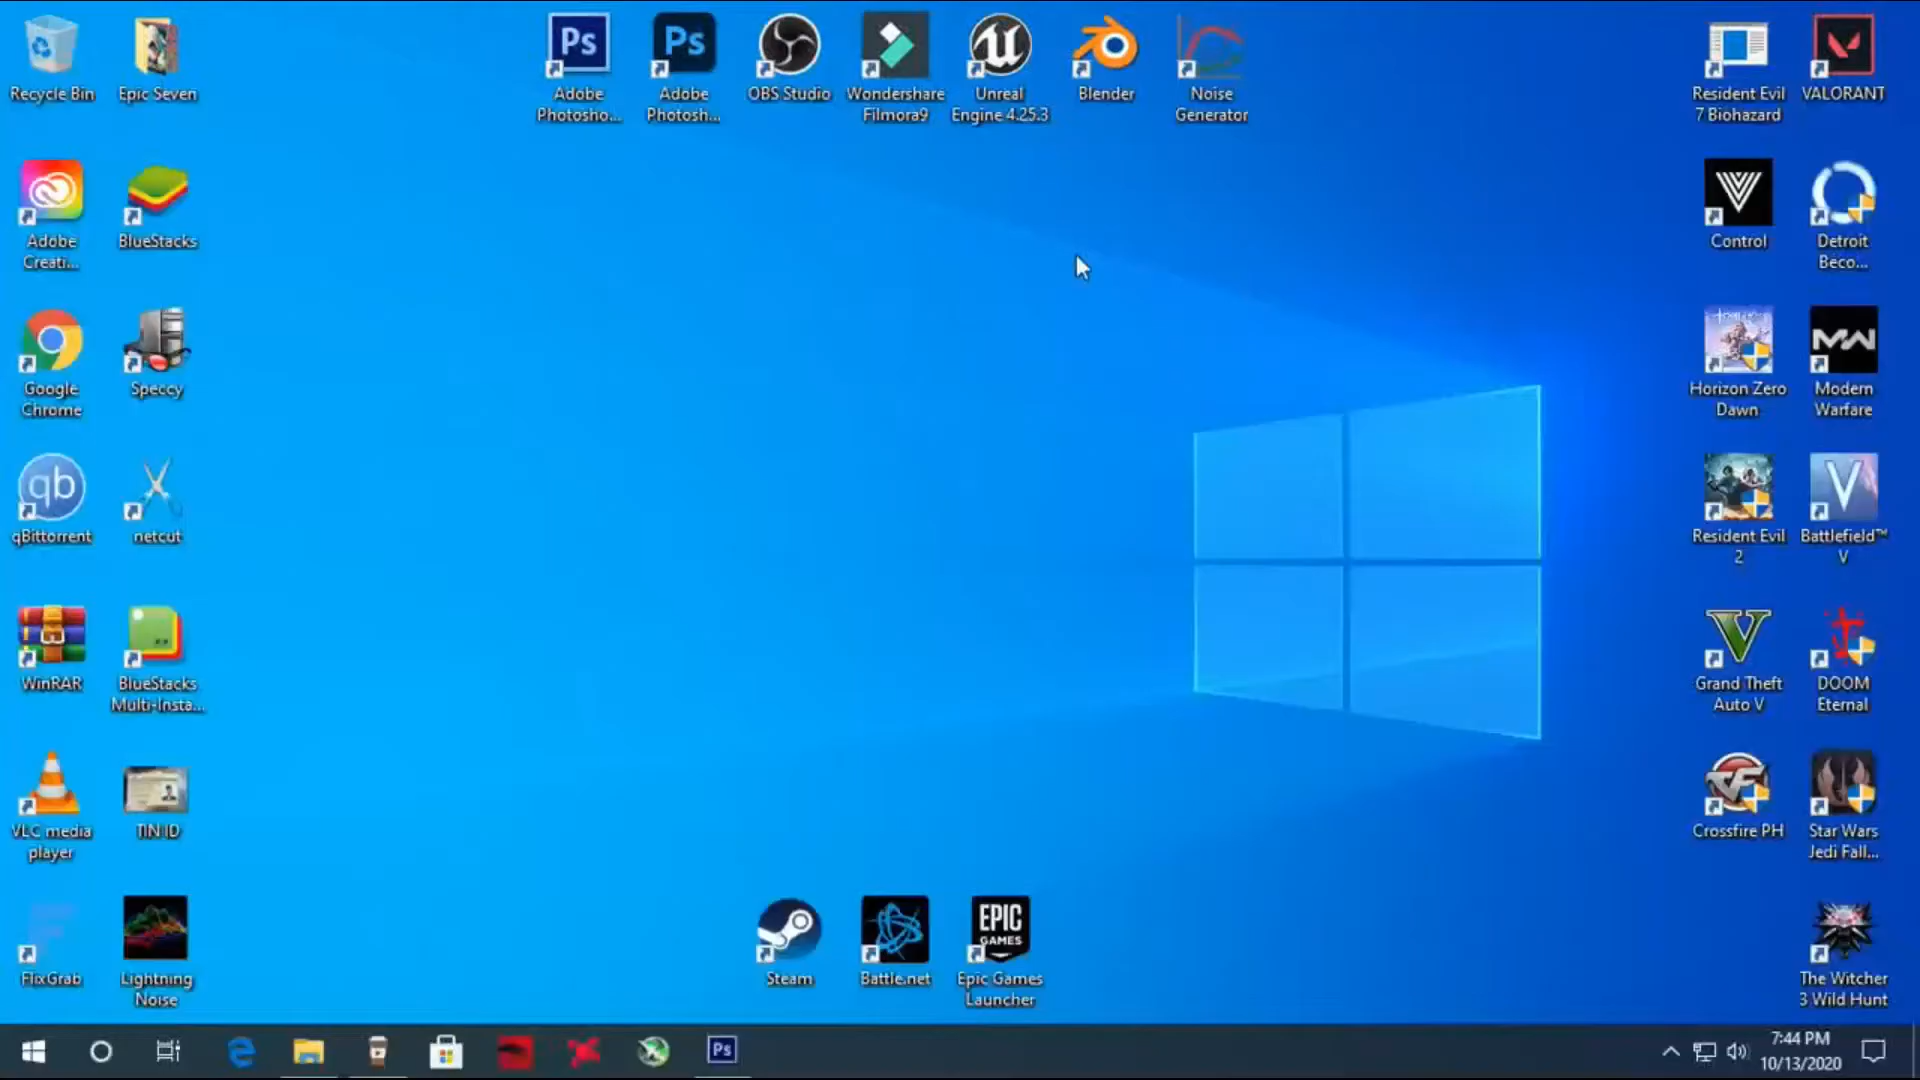 Recycle Bin
Epic Seven
Ps
Adobe
Photosho...
Ps
Adobe
Photosh...
OBS Studio
Wondershare
Filmora9
Unreal
Engine 4.25.3
Blender
Noise
Generator
Resident Evil
7 Biohazard
VALORANT
Adobe
Creati...
BlueStacks
Control
Detroit
Beco...
Google
Chrome
Speccy
Horizon Zero
Dawn
MW
Modern
Warfare
qb
qBittorrent
netcut
Resident Evil
2
V
Battlefield™
V
WinRAR
BlueStacks
Multi-Insta...
V
Grand Theft
Auto V
DOOM
Eternal
VLC media
player
TIN ID
CF
Crossfire PH
Star Wars
Jedi Fall...
FlixGrab
Lightning
Noise
Steam
Battle.net
EPIC
GAMES
Epic Games
Launcher
The Witcher
3 Wild Hunt
Ps
7:44 PM
10/13/2020